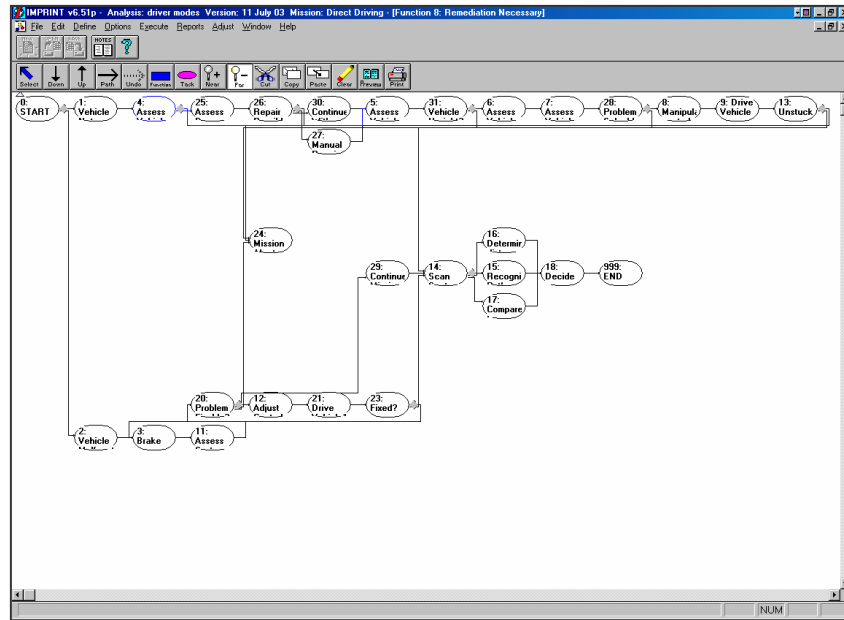 IMPRINT v6.51p - Analysis: driver modes Version: 11 July 03 Mission: Direct Driving - [Function 8: Remediation Necessary]
File Edit Define Options Execute Reports Adjust Window Help
NOTES
Select Down Up Path Undo Function Task Near Far Cut Copy Paste Clear Preview Print
0: START
1: Vehicle
4: Assess
25: Assess
26: Repair
30: Continue
5: Assess
31: Vehicle
6: Assess
7: Assess
28: Problem
8: Manipul
9: Drive Vehicle
13: Unstuck
27: Manual
24: Mission
16: Determin
29: Continue
14: Scan
15: Recogni
18: Decide
999: END
17: Compare
20: Problem
12: Adjust
21: Drive
23: Fixed?
2: Vehicle
3: Brake
11: Assess
NUM